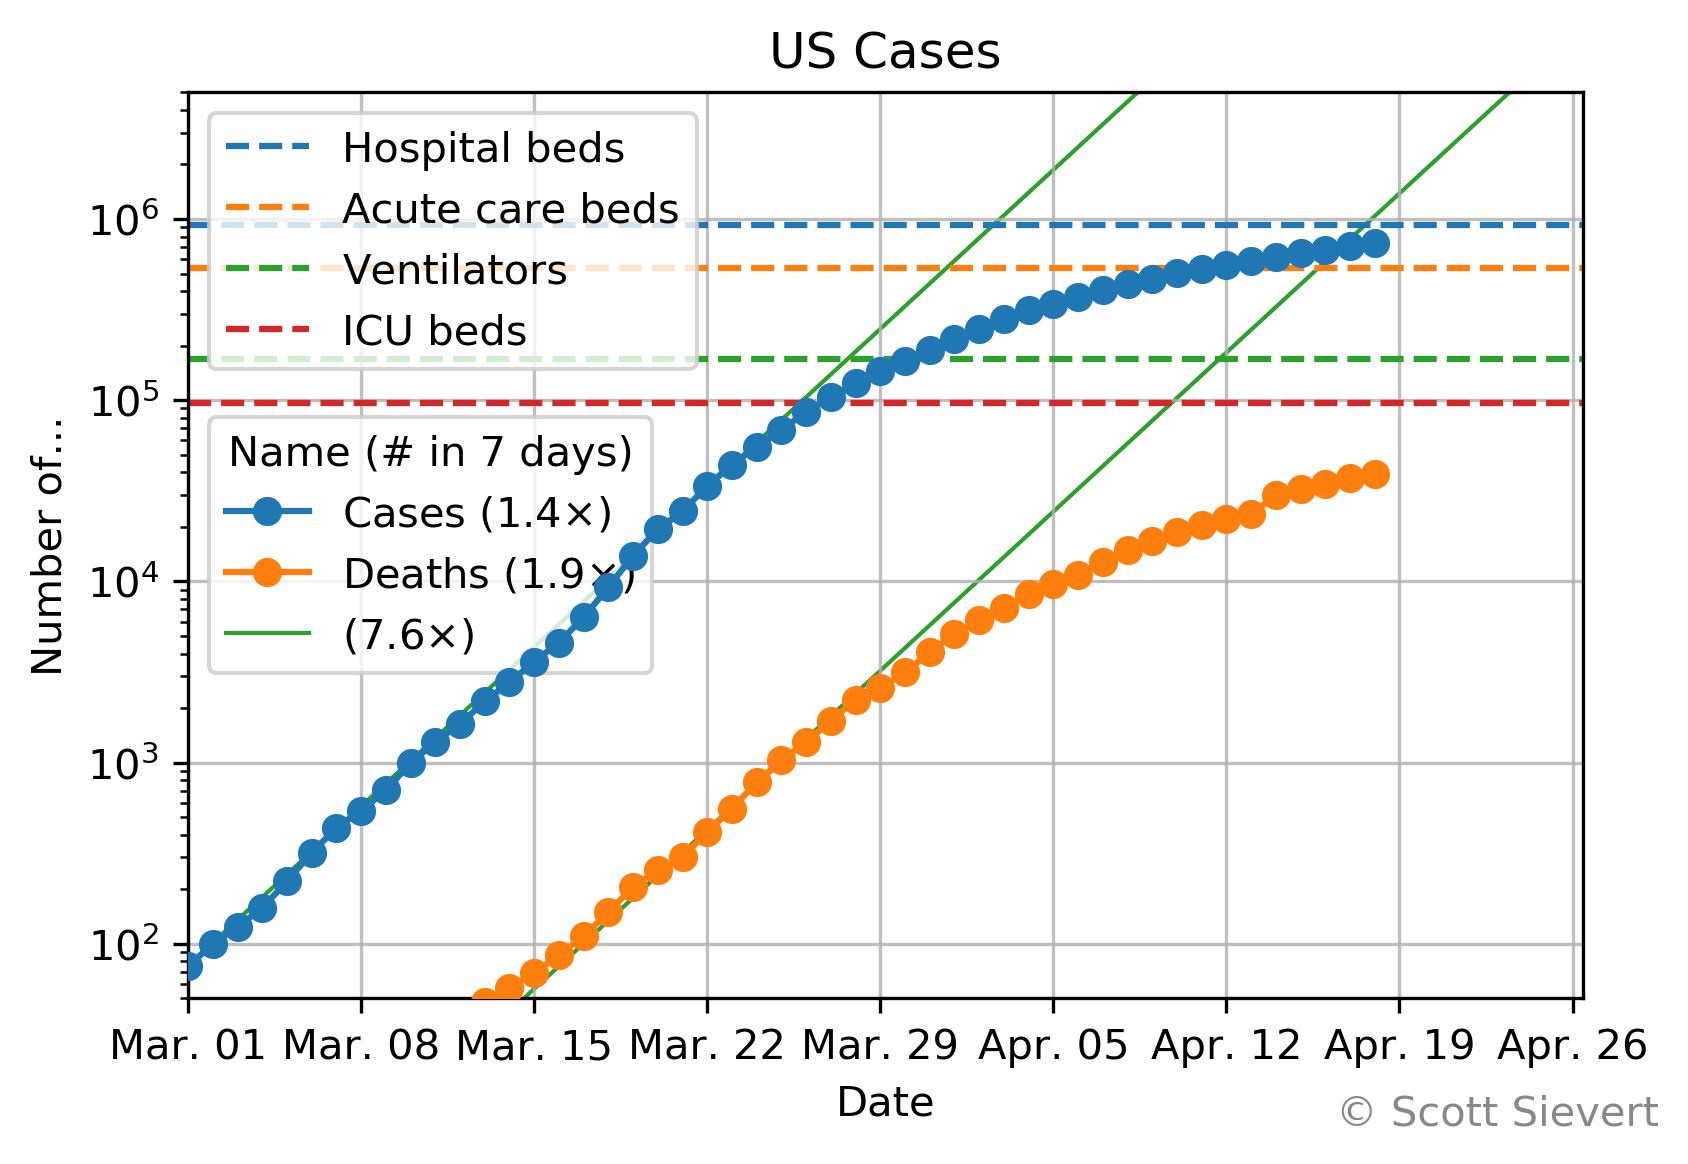 US Cases
Hospital beds
Acute care beds
Ventilators
ICU beds
Name (# in 7 days)
Cases (1.4×)
Deaths (1.9×)
(7.6×)
Number of...
10⁶
10⁵
10⁴
10³
10²
Mar. 01 Mar. 08 Mar. 15 Mar. 22 Mar. 29 Apr. 05 Apr. 12 Apr. 19 Apr. 26
Date
© Scott Sievert